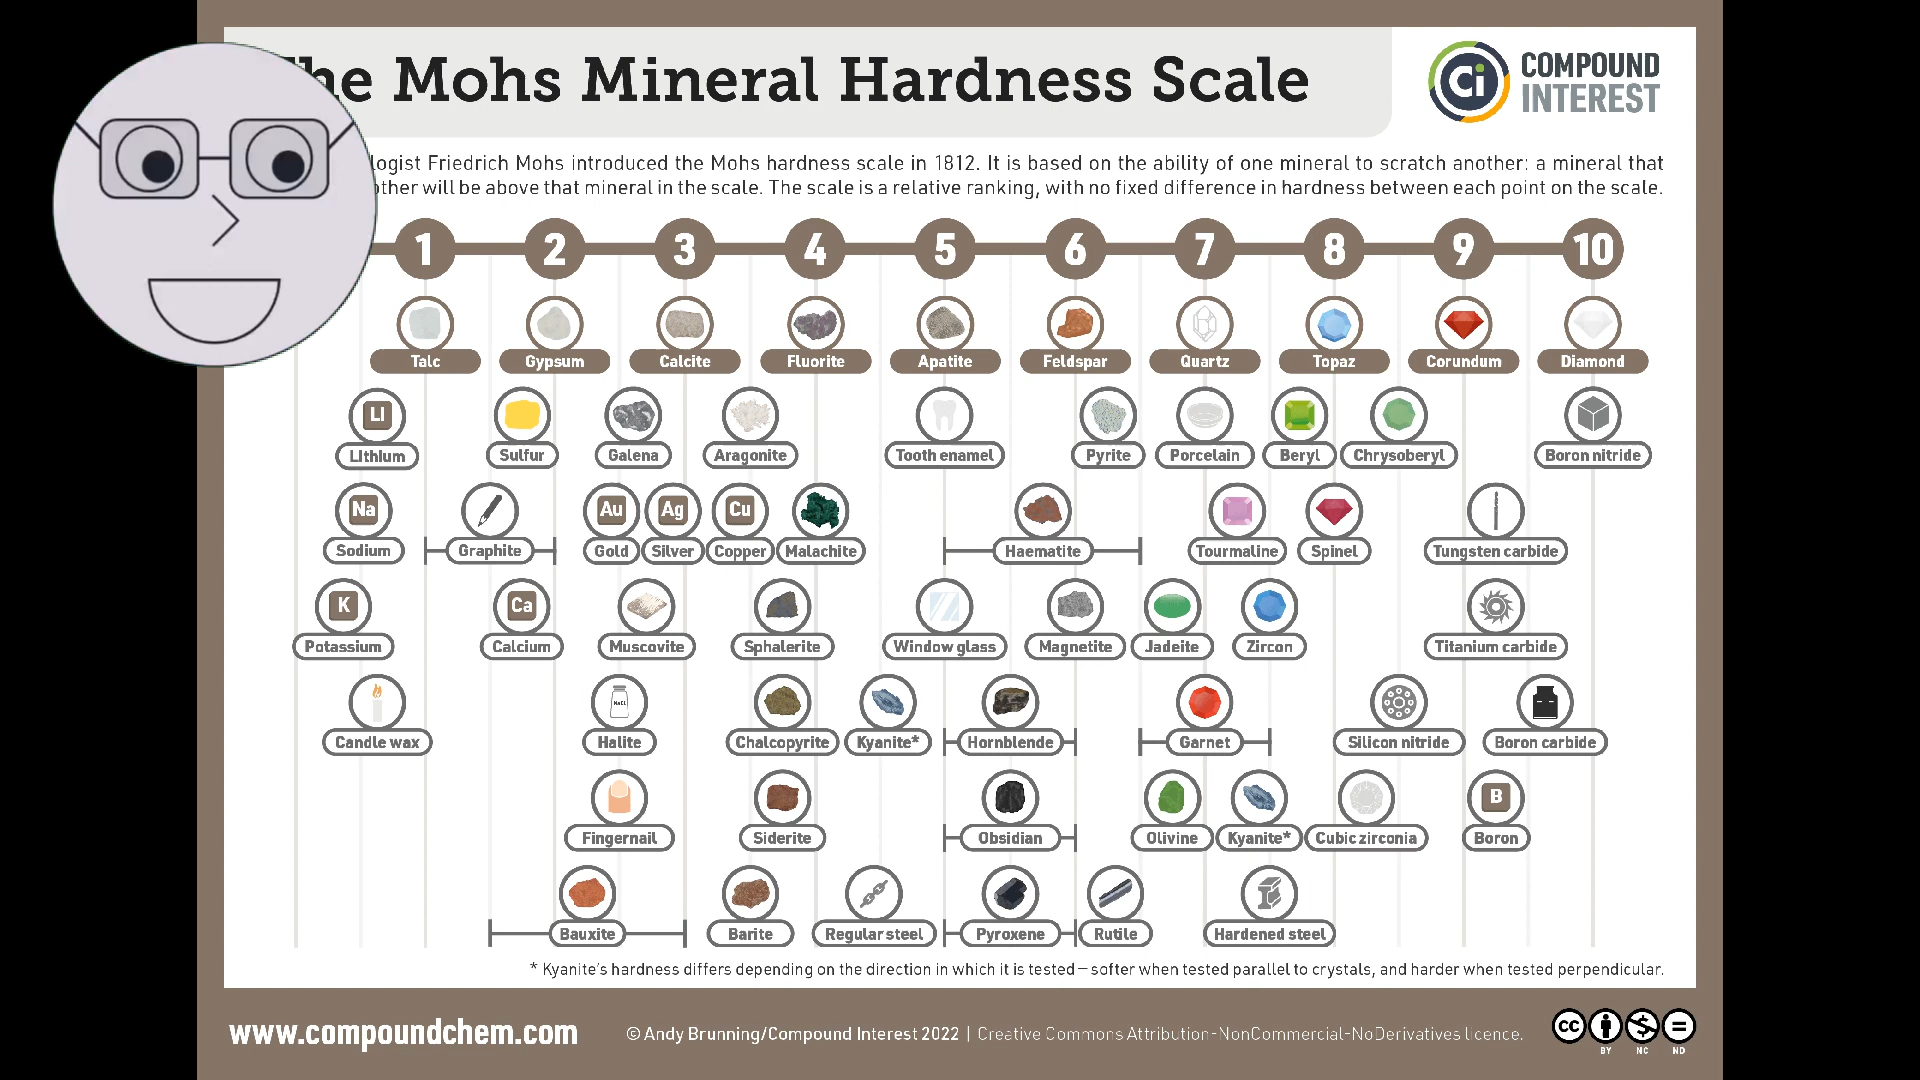 he Mohs Mineral Hardness Scale
Ci COMPOUND
INTEREST
Friedrich Mohs introduced the Mohs hardness scale in 1812. It is based on the ability of one mineral to scratch another: a mineral that
will be above that mineral in the scale. The scale is a relative ranking, with no fixed difference in hardness between each point on the scale.
1 2 3 4 5 6 7 8 9 10
Talc Gypsum Calcite Fluorite Apatite Feldspar Quartz Topaz Corundum Diamond
LI
Lithium Sulfur Galena Aragonite Tooth enamel Pyrite Porcelain Beryl Chrysoberyl Boron nitride
Na Au Ag Cu
Sodium Graphite Gold Silver Copper Malachite Haematite Tourmaline Spinel Tungsten carbide
K Ca
Potassium Calcium Muscovite Sphalerite Window glass Magnetite Jadeite Zircon Titanium carbide
NaCl
Candle wax Halite Chalcopyrite Kyanite* Hornblende Garnet Silicon nitride Boron carbide
B
Fingernail Siderite Obsidian Olivine Kyanite* Cubic zirconia Boron
Bauxite Barite Regular steel Pyroxene Rutile Hardened steel
* Kyanite's hardness differs depending on the direction in which it is tested – softer when tested parallel to crystals, and harder when tested perpendicular.
www.compoundchem.com © Andy Brunning/Compound Interest 2022 | Creative Commons Attribution-NonCommercial-NoDerivatives licence. cc
BY NC ND